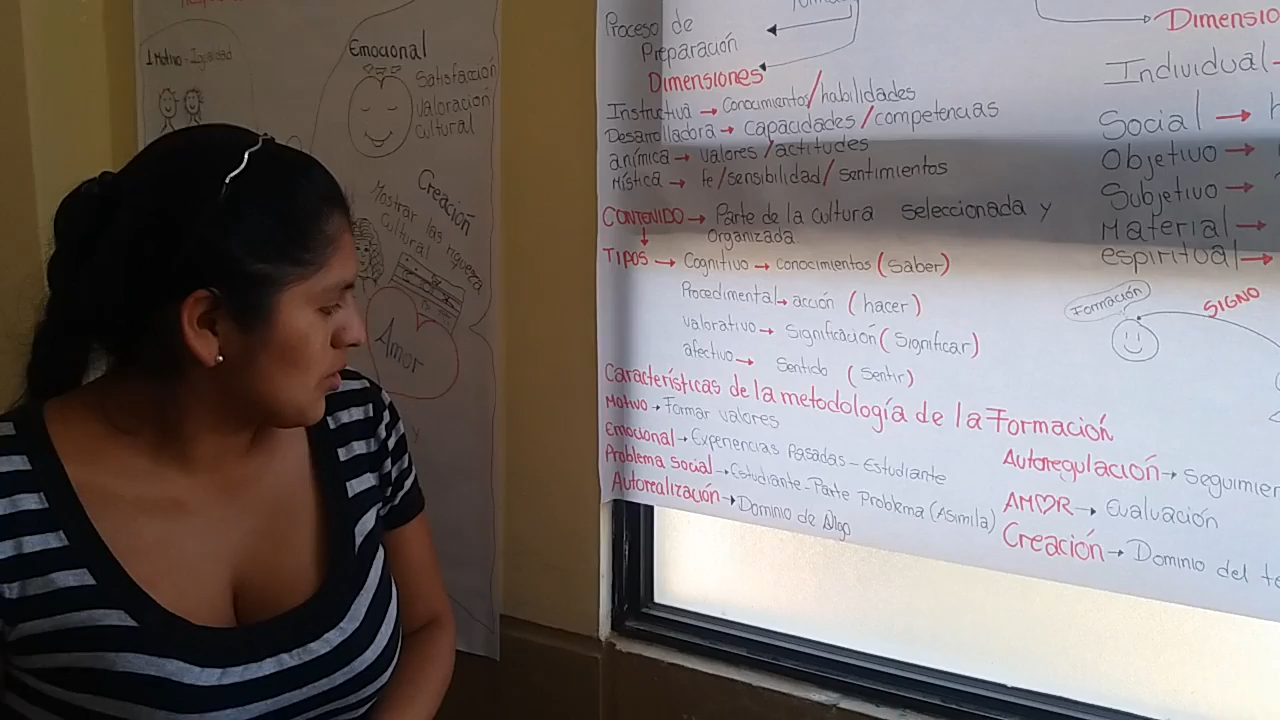 1 Motivo - Igualdad
Emocional
Satisfacción
valoración
cultural
Creación
Mostrar las riqueza
Cultural
Amor
y
Proceso de
Preparación
Dimensiones
Instructiva → Conocimientos/habilidades
Desarrolladora → capacidades/competencias
anímica → valores/actitudes
Mística → fe/sensibilidad/sentimientos
CONTENIDO → Parte de la cultura seleccionada y
Organizada
TIPOS → Cognitivo → conocimientos (Saber)
Procedimental → acción (hacer)
valorativo → Significación (Significar)
afectivo → Sentido (Sentir)
Características de la metodología de la Formación
Motivo → Formar valores
Emocional → Experiencias Pasadas - Estudiante
Problema Social → Estudiante - Parte Problema (Asimila)
Autorealización → Dominio de Algo
Autoregulación → Seguimien
AMOR → Evaluación
Creación → Dominio del te
Dimensio
Individual →
Social →
Objetivo →
Subjetivo →
Material →
espiritual →
Formación
SIGNO